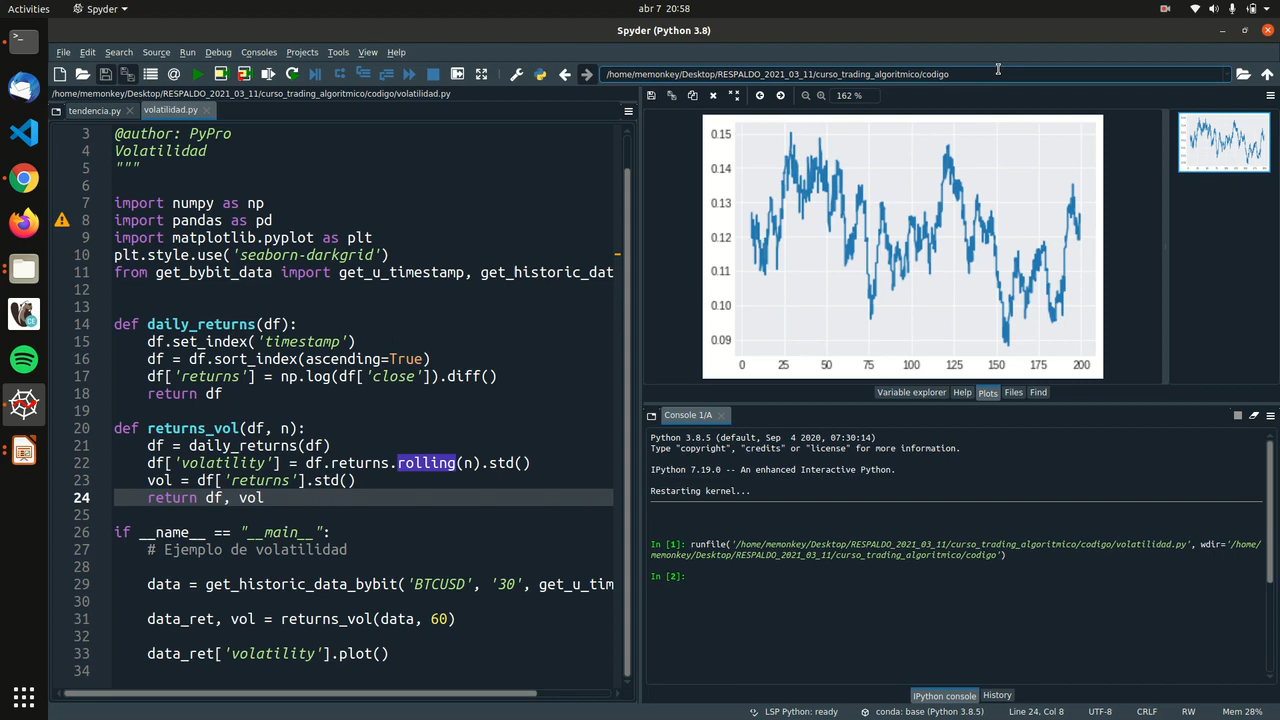 Activities
Spyder
abr 7 20:58
Spyder (Python 3.8)
File Edit Search Source Run Debug Consoles Projects Tools View Help
/home/memonkey/Desktop/RESPALDO_2021_03_11/curso_trading_algoritmico/codigo
/home/memonkey/Desktop/RESPALDO_2021_03_11/curso_trading_algoritmico/codigo/volatilidad.py
tendencia.py
volatilidad.py
3 @author: PyPro
4 Volatilidad
5 """
6
7 import numpy as np
8 import pandas as pd
9 import matplotlib.pyplot as plt
10 plt.style.use('seaborn-darkgrid')
11 from get_bybit_data import get_u_timestamp, get_historic_dat
12
13
14 def daily_returns(df):
15 df.set_index('timestamp')
16 df = df.sort_index(ascending=True)
17 df['returns'] = np.log(df['close']).diff()
18 return df
19
20 def returns_vol(df, n):
21 df = daily_returns(df)
22 df['volatility'] = df.returns.rolling(n).std()
23 vol = df['returns'].std()
24 return df, vol
25
26 if __name__ == "__main__":
27 # Ejemplo de volatilidad
28
29 data = get_historic_data_bybit('BTCUSD', '30', get_u_tim
30
31 data_ret, vol = returns_vol(data, 60)
32
33 data_ret['volatility'].plot()
34
162 %
0.15
0.14
0.13
0.12
0.11
0.10
0.09
0 25 50 75 100 125 150 175 200
Variable explorer Help Plots Files Find
Console 1/A
Python 3.8.5 (default, Sep 4 2020, 07:30:14)
Type "copyright", "credits" or "license" for more information.
IPython 7.19.0 -- An enhanced Interactive Python.
Restarting kernel...
In [1]: runfile('/home/memonkey/Desktop/RESPALDO_2021_03_11/curso_trading_algoritmico/codigo/volatilidad.py', wdir='/home/
memonkey/Desktop/RESPALDO_2021_03_11/curso_trading_algoritmico/codigo')
In [2]:
IPython console History
LSP Python: ready conda: base (Python 3.8.5) Line 24, Col 8 UTF-8 CRLF RW Mem 28%